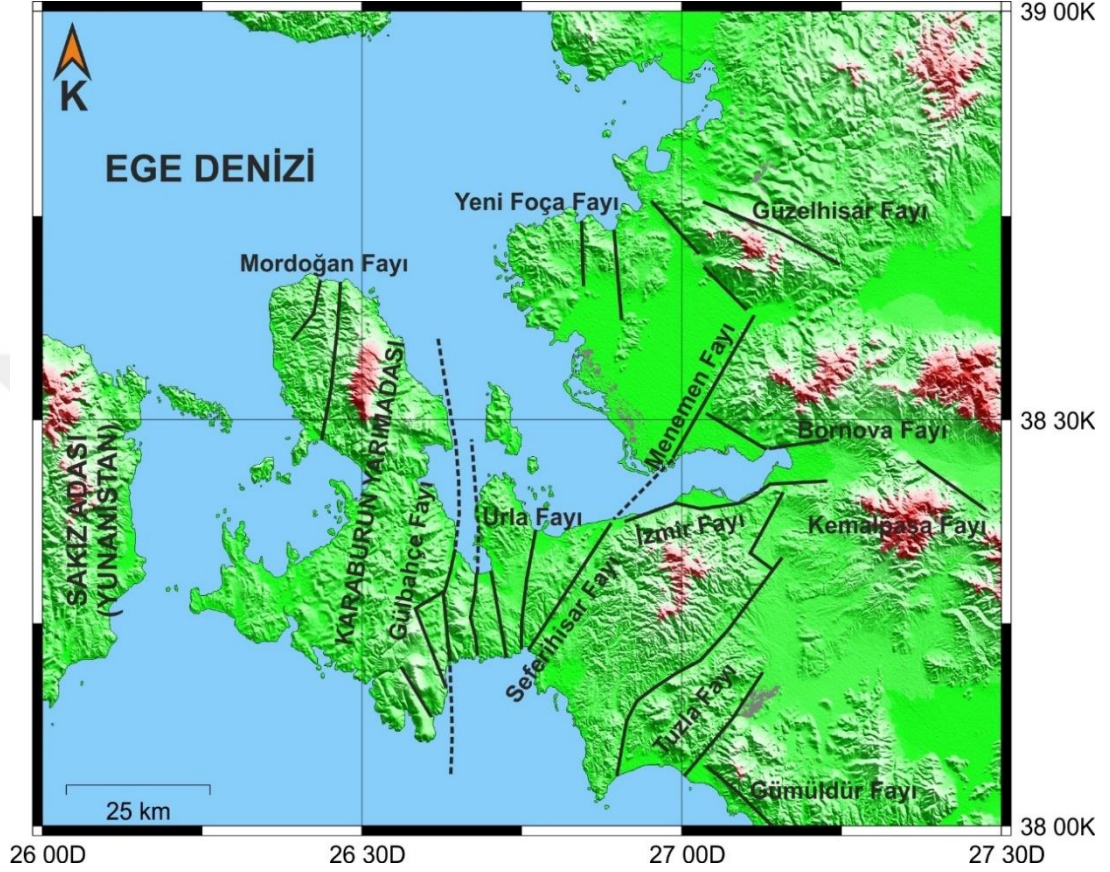 39 00K
K
EGE DENİZİ
Yeni Foça Fayı
Güzelhisar Fayı
Mordoğan Fayı
Menemen Fayı
38 30K
Bornova Fayı
SAKIZ ADASI
(YUNANİSTAN)
KARABURUN YARIMADASI
Gülbahçe Fayı
Urla Fayı
İzmir Fayı
Kemalpaşa Fayı
Seferihisar Fayı
Tuzla Fayı
Gümüldür Fayı
25 km
38 00K
26 00D
26 30D
27 00D
27 30D